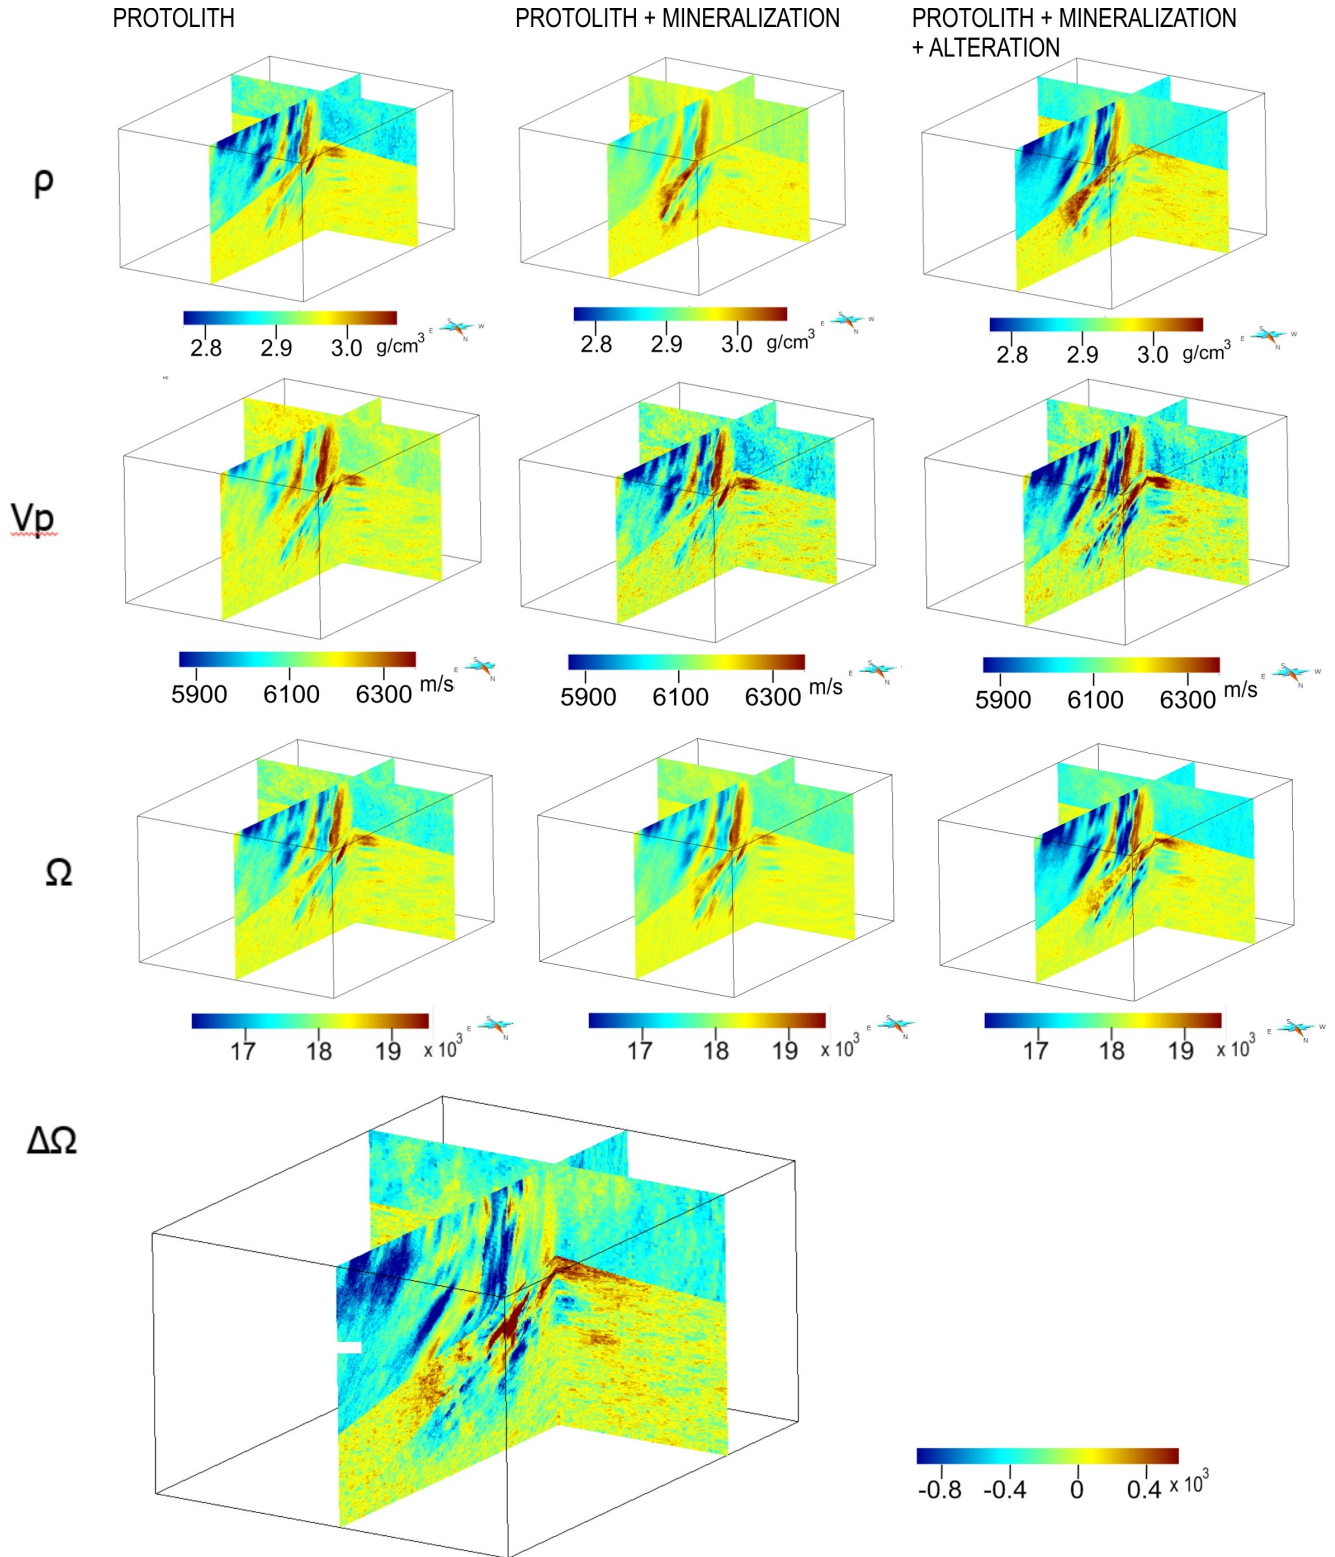 PROTOLITH
PROTOLITH + MINERALIZATION
PROTOLITH + MINERALIZATION
+ ALTERATION
ρ
2.8 2.9 3.0 g/cm³
E S W N
2.8 2.9 3.0 g/cm³
E S W N
2.8 2.9 3.0 g/cm³
E S W N
Vp
5900 6100 6300 m/s
E S N
5900 6100 6300 m/s
E S N
5900 6100 6300 m/s
E S W N
Ω
17 18 19 x 10³
E S N
17 18 19 x 10³
E S N
17 18 19 x 10³
E S W N
ΔΩ
-0.8 -0.4 0 0.4 x 10³